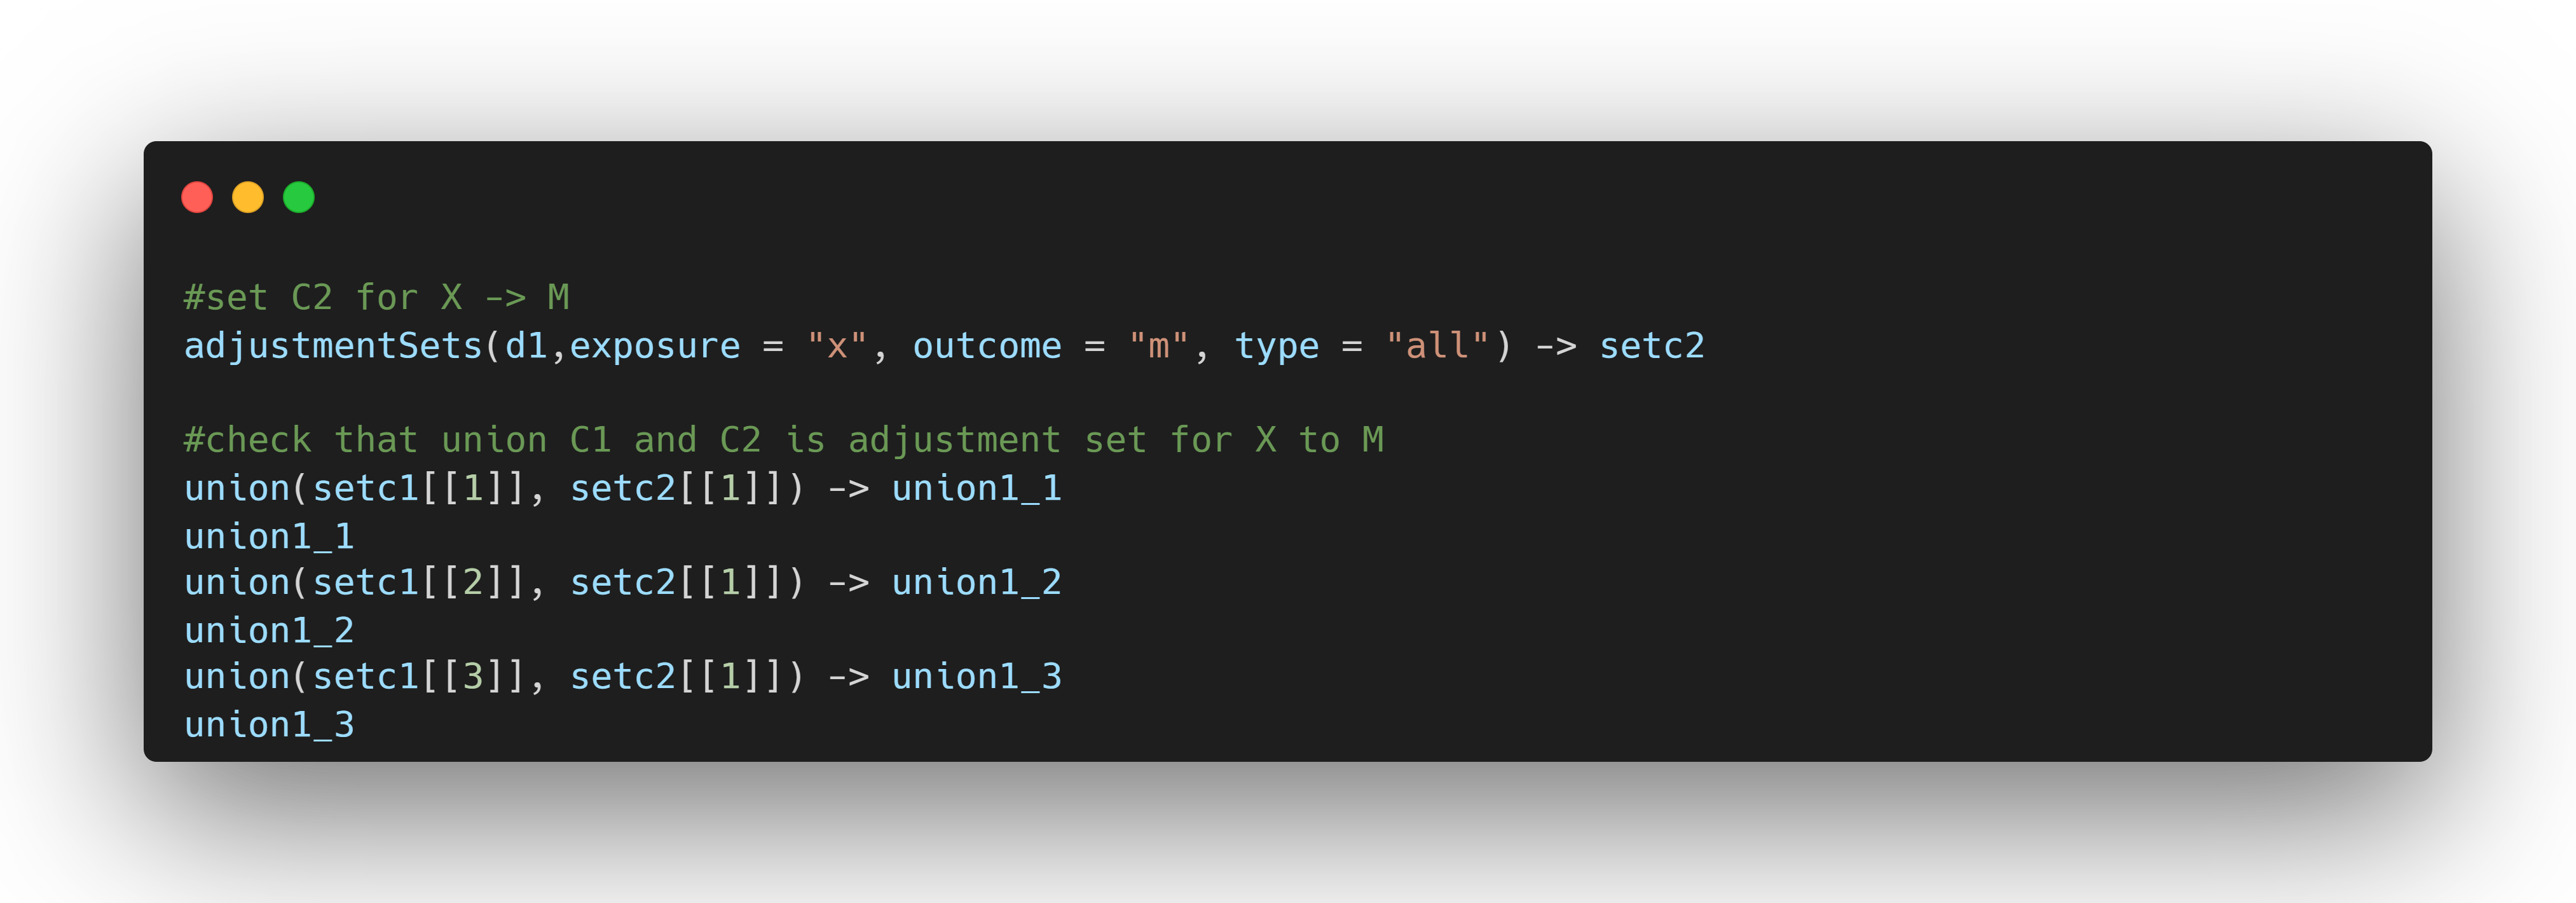 #set C2 for X -> M
adjustmentSets(d1,exposure = "x", outcome = "m", type = "all") -> setc2
#check that union C1 and C2 is adjustment set for X to M
union(setc1[[1]], setc2[[1]]) -> union1_1
union1_1
union(setc1[[2]], setc2[[1]]) -> union1_2
union1_2
union(setc1[[3]], setc2[[1]]) -> union1_3
union1_3